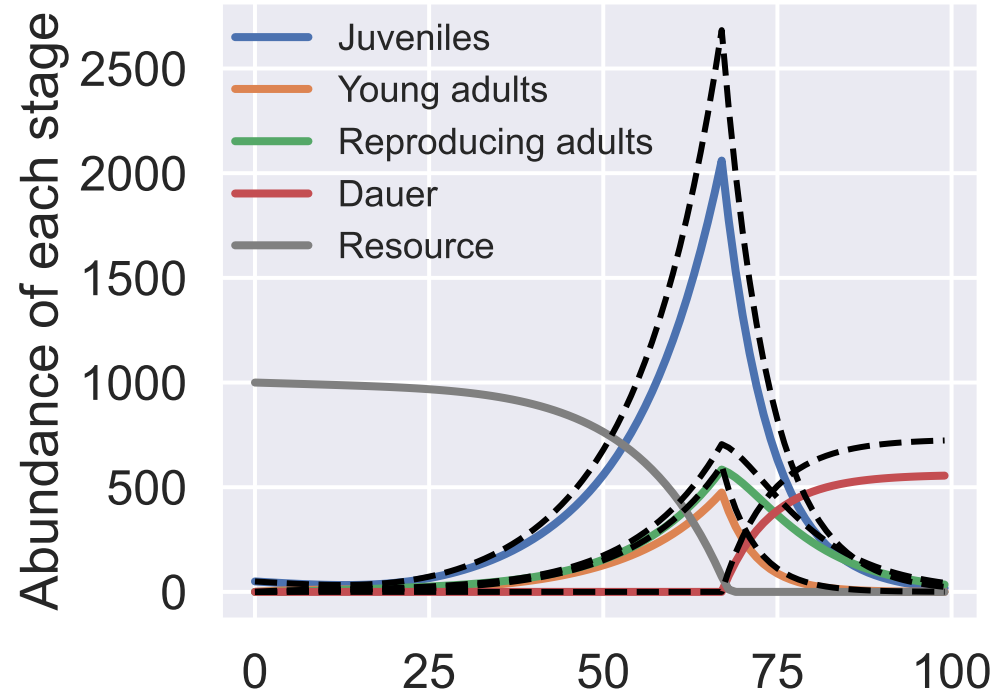 Abundance of each stage
2500
2000
1500
1000
500
0
Juveniles
Young adults
Reproducing adults
Dauer
Resource
0 25 50 75 100